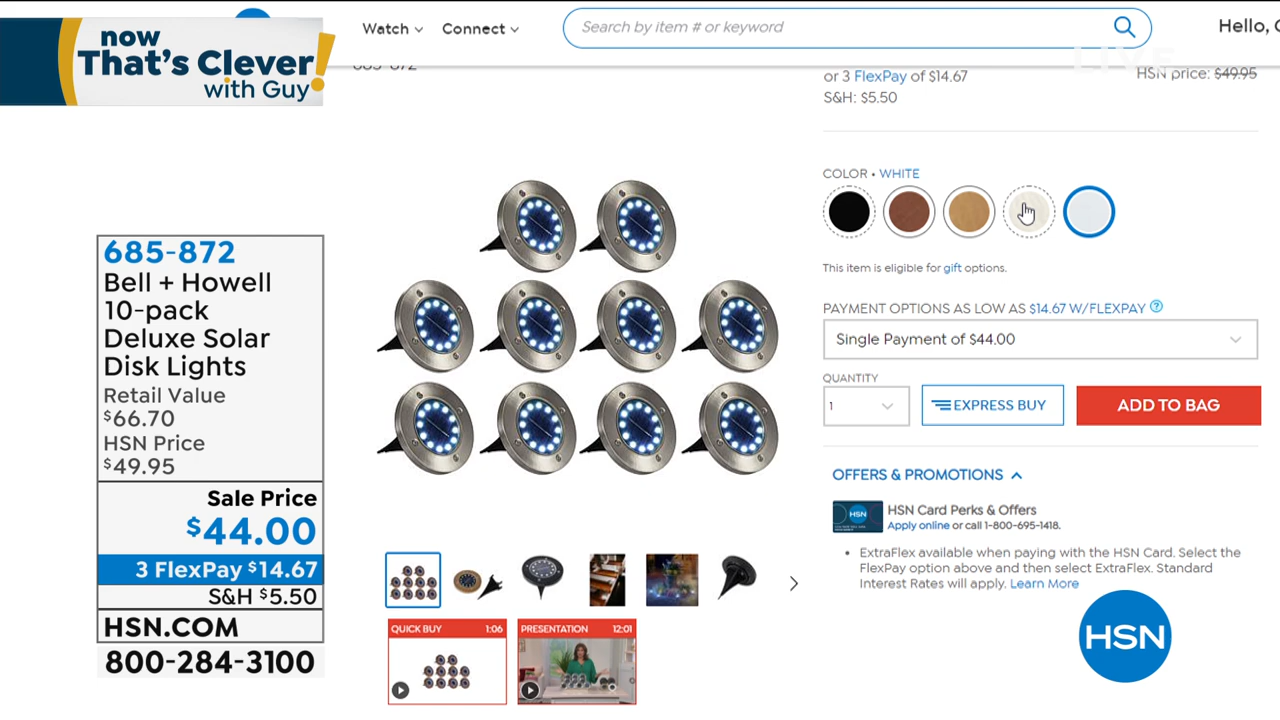 now
That's Clever!
with Guy
Watch
Connect
Search by item # or keyword
Hello,
LIVE
685-872
or 3 FlexPay of $14.67
HSN price: $49.95
S&H: $5.50
COLOR • WHITE
This item is eligible for gift options.
PAYMENT OPTIONS AS LOW AS $14.67 W/FLEXPAY ?
Single Payment of $44.00
QUANTITY
1
EXPRESS BUY
ADD TO BAG
OFFERS & PROMOTIONS
HSN
HSN Card Perks & Offers
Apply online or call 1-800-695-1418.
• ExtraFlex available when paying with the HSN Card. Select the
FlexPay option above and then select ExtraFlex. Standard
Interest Rates will apply. Learn More
685-872
Bell + Howell
10-pack
Deluxe Solar
Disk Lights
Retail Value
$66.70
HSN Price
$49.95
Sale Price
$44.00
3 FlexPay $14.67
S&H $5.50
HSN.COM
800-284-3100
QUICK BUY 1:06
PRESENTATION 12:01
HSN